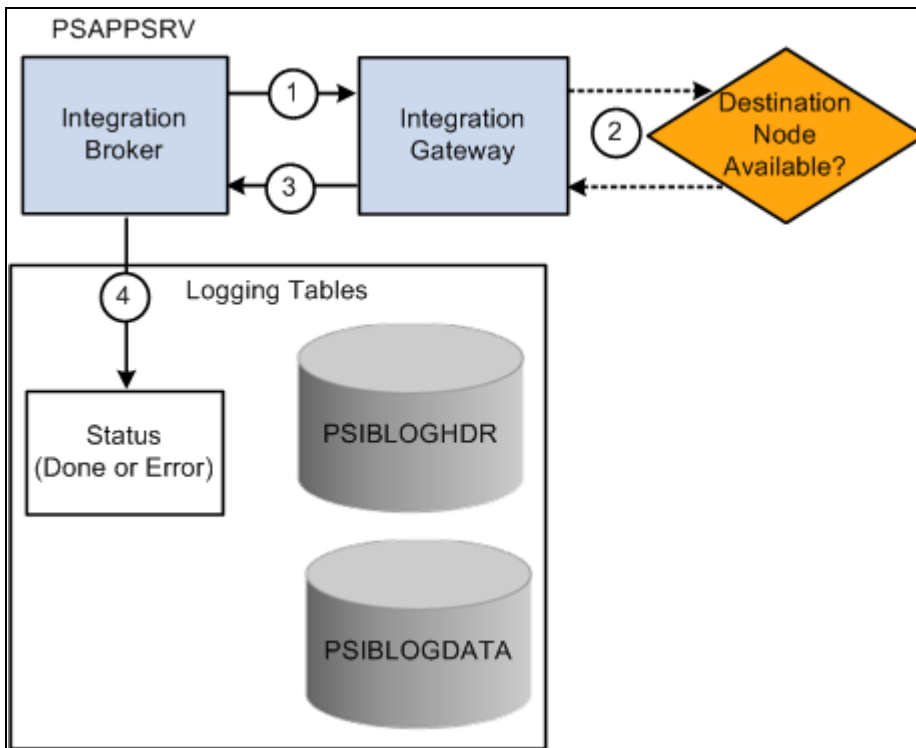 PSAPPSRV
Integration
Broker
1
Integration
Gateway
2
Destination
Node
Available?
3
4
Logging Tables
Status
(Done or Error)
PSIBLOGHDR
PSIBLOGDATA